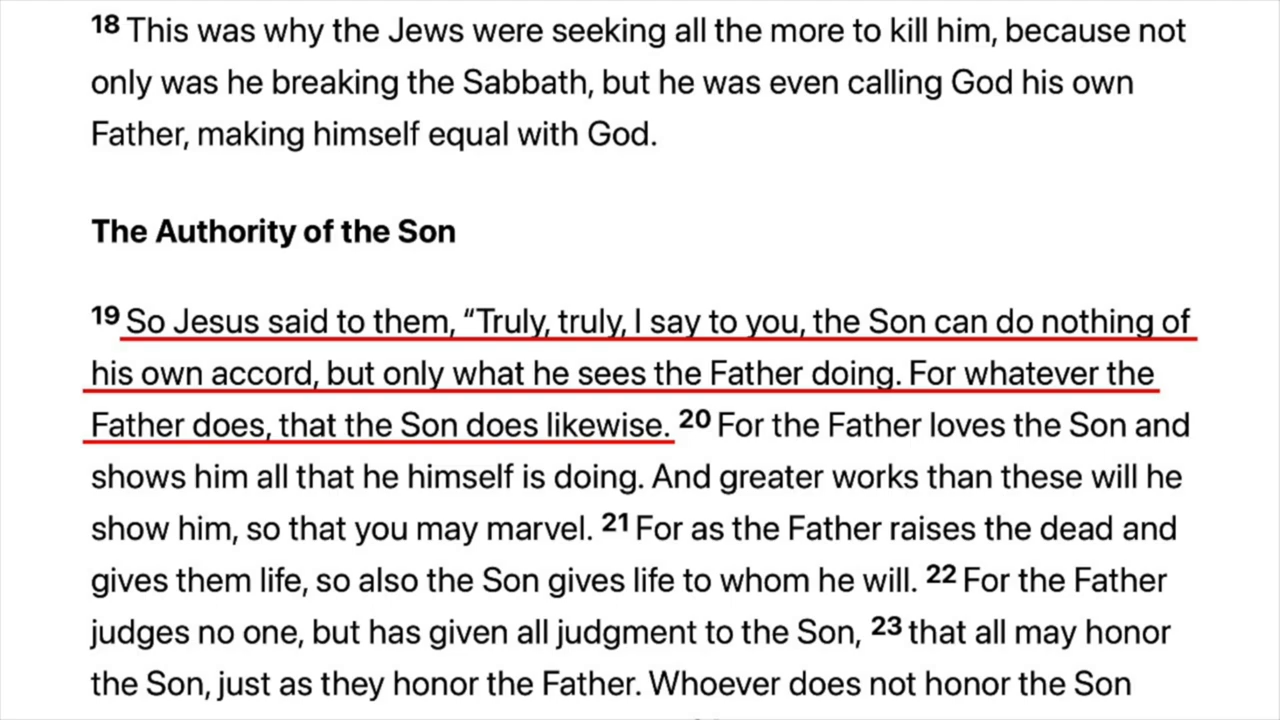 18 This was why the Jews were seeking all the more to kill him, because not
only was he breaking the Sabbath, but he was even calling God his own
Father, making himself equal with God.
The Authority of the Son
19 So Jesus said to them, “Truly, truly, I say to you, the Son can do nothing of
his own accord, but only what he sees the Father doing. For whatever the
Father does, that the Son does likewise. 20 For the Father loves the Son and
shows him all that he himself is doing. And greater works than these will he
show him, so that you may marvel. 21 For as the Father raises the dead and
gives them life, so also the Son gives life to whom he will. 22 For the Father
judges no one, but has given all judgment to the Son, 23 that all may honor
the Son, just as they honor the Father. Whoever does not honor the Son